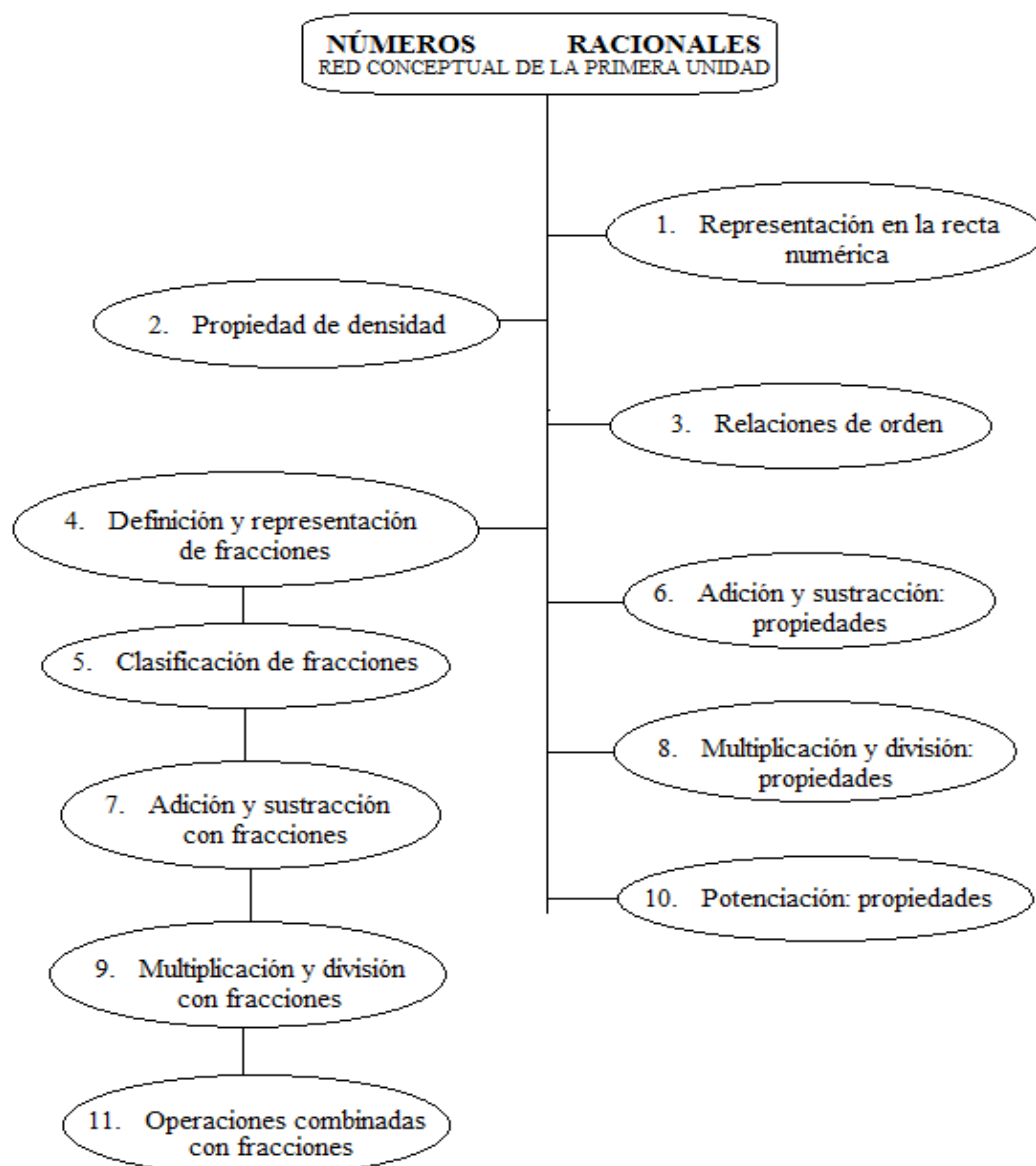 NÚMEROS RACIONALES
RED CONCEPTUAL DE LA PRIMERA UNIDAD
1. Representación en la recta
numérica
2. Propiedad de densidad
3. Relaciones de orden
4. Definición y representación
de fracciones
5. Clasificación de fracciones
6. Adición y sustracción:
propiedades
7. Adición y sustracción
con fracciones
8. Multiplicación y división:
propiedades
9. Multiplicación y división
con fracciones
10. Potenciación: propiedades
11. Operaciones combinadas
con fracciones